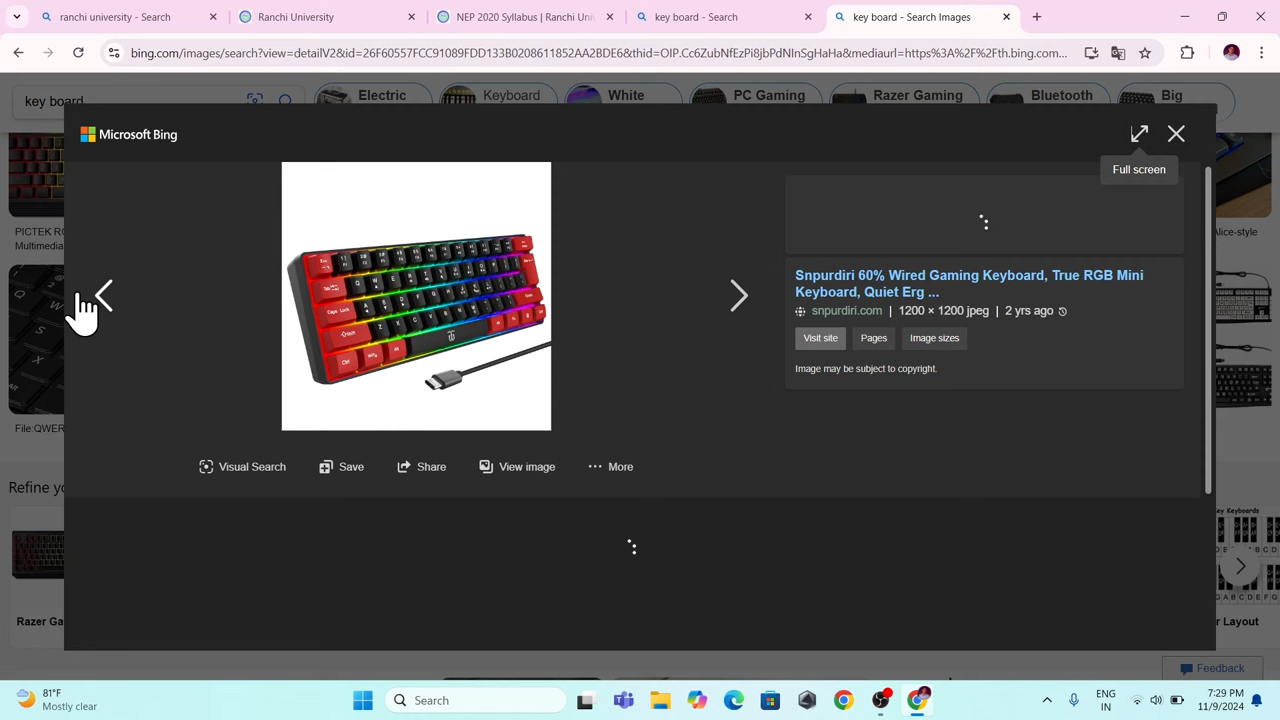 ranchi university - Search
Ranchi University
NEP 2020 Syllabus | Ranchi Uni
key board - Search
key board - Search Images
bing.com/images/search?view=detailV2&id=26F60557FCC91089FDD133B0208611852AA2BDE6&thid=OIP.Cc6ZubNfEzPi8jbPdNInSgHaHa&mediaurl=https%3A%2F%2Fth.bing.com...
key board
Electric
Keyboard
White
PC Gaming
Razer Gaming
Bluetooth
Big
Microsoft Bing
Full screen
PICTEK RG
Multimedia
Alice-style
Snpurdiri 60% Wired Gaming Keyboard, True RGB Mini
Keyboard, Quiet Erg ...
snpurdiri.com | 1200 × 1200 jpeg | 2 yrs ago
Visit site
Pages
Image sizes
Image may be subject to copyright.
File:QWER
Visual Search
Save
Share
View image
More
Refine yo
Key Keyboards
Razer Ga
r Layout
Feedback
81°F
Mostly clear
Search
ENG
IN
7:29 PM
11/9/2024